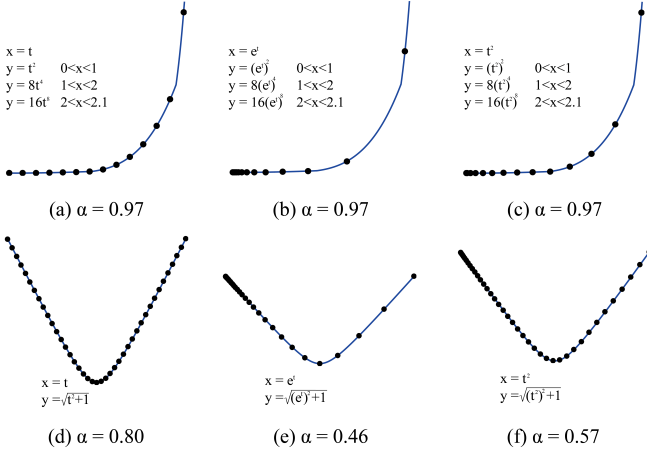 x = t
y = t²     0<x<1
y = 8t⁴    1<x<2
y = 16t⁸   2<x<2.1
(a) α = 0.97
x = eᵗ
y = (eᵗ)²     0<x<1
y = 8(eᵗ)⁴    1<x<2
y = 16(eᵗ)⁸   2<x<2.1
(b) α = 0.97
x = t²
y = (t²)²     0<x<1
y = 8(t²)⁴    1<x<2
y = 16(t²)⁸   2<x<2.1
(c) α = 0.97
x = t
y =√t²+1
(d) α = 0.80
x = eᵗ
y =√(eᵗ)²+1
(e) α = 0.46
x = t²
y =√(t²)²+1
(f) α = 0.57